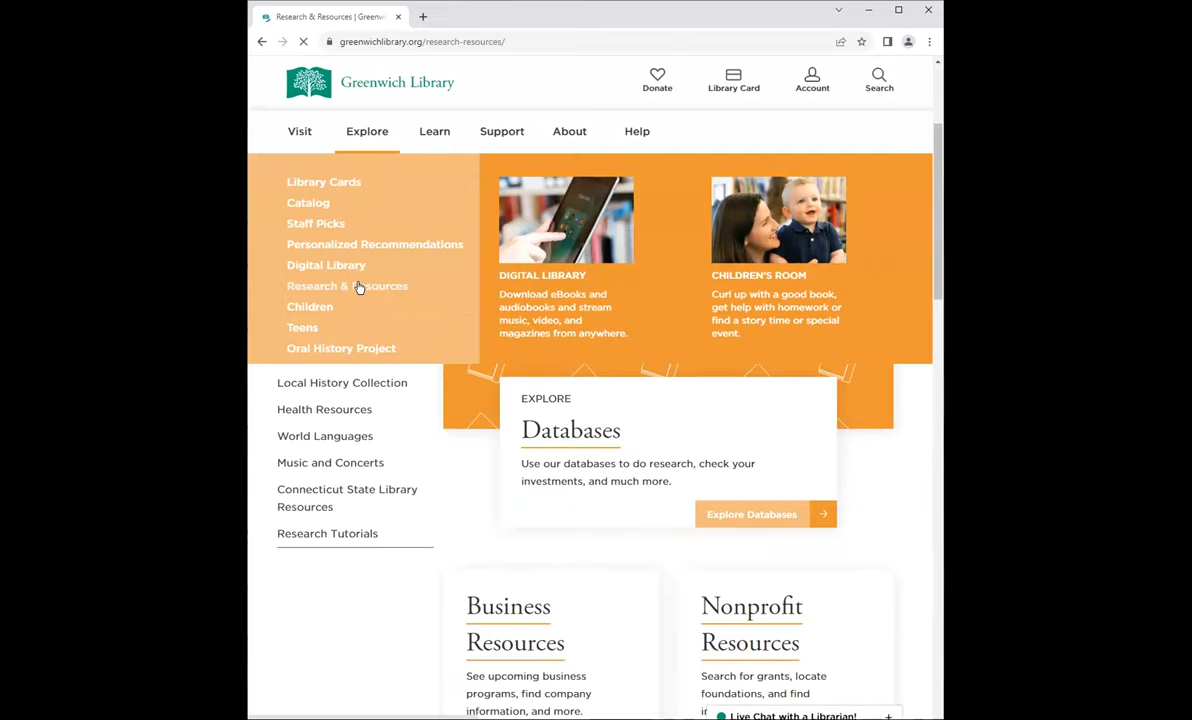 Research & Resources | Greenw
greenwichlibrary.org/research-resources/
Greenwich Library
Donate
Library Card
Account
Search
Visit
Explore
Learn
Support
About
Help
Library Cards
Catalog
Staff Picks
Personalized Recommendations
Digital Library
Research & Resources
Children
Teens
Oral History Project
DIGITAL LIBRARY
Download eBooks and
audiobooks and stream
music, video, and
magazines from anywhere.
CHILDREN'S ROOM
Curl up with a good book,
get help with homework or
find a story time or special
event.
Local History Collection
Health Resources
World Languages
Music and Concerts
Connecticut State Library
Resources
Research Tutorials
EXPLORE
Databases
Use our databases to do research, check your
investments, and much more.
Explore Databases
Business
Resources
See upcoming business
programs, find company
information, and more.
Nonprofit
Resources
Search for grants, locate
foundations, and find
Live Chat with a Librarian!